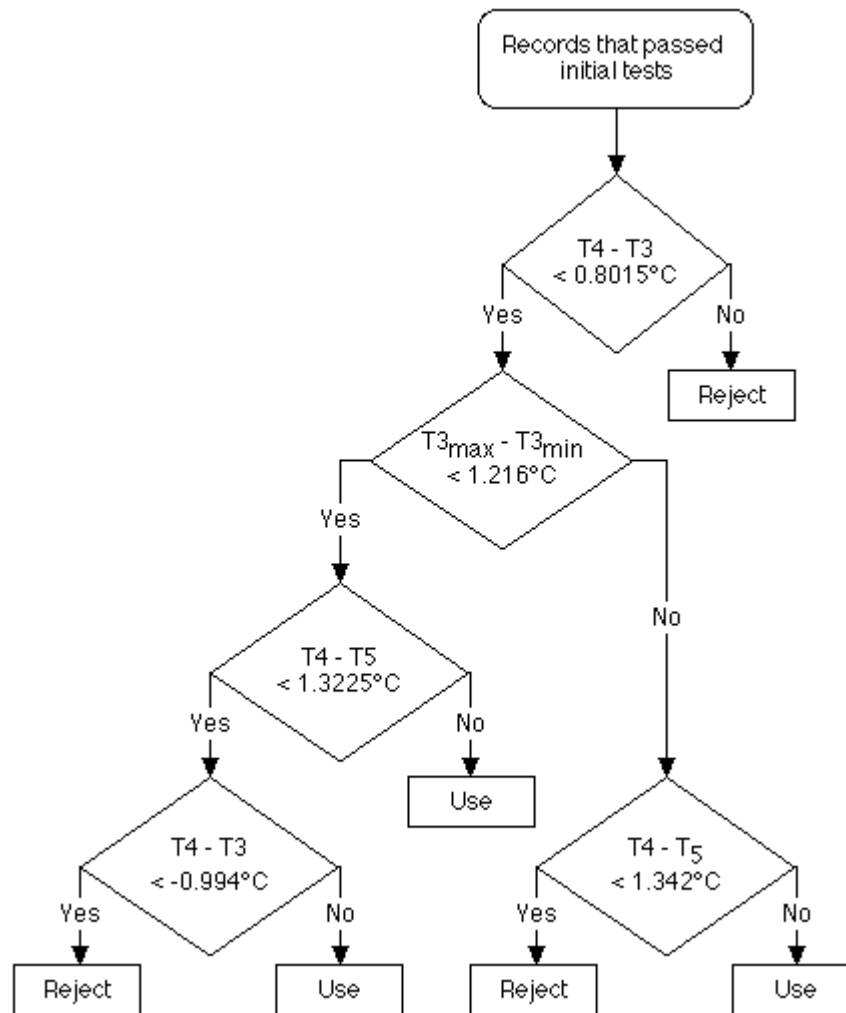 Records that passed
initial tests
T4 - T3
< 0.8015°C
Yes
No
Reject
T3max - T3min
< 1.216°C
Yes
No
T4 - T5
< 1.3225°C
Yes
No
Use
T4 - T3
< -0.994°C
Yes
No
Reject
Use
T4 - T5
< 1.342°C
Yes
No
Reject
Use